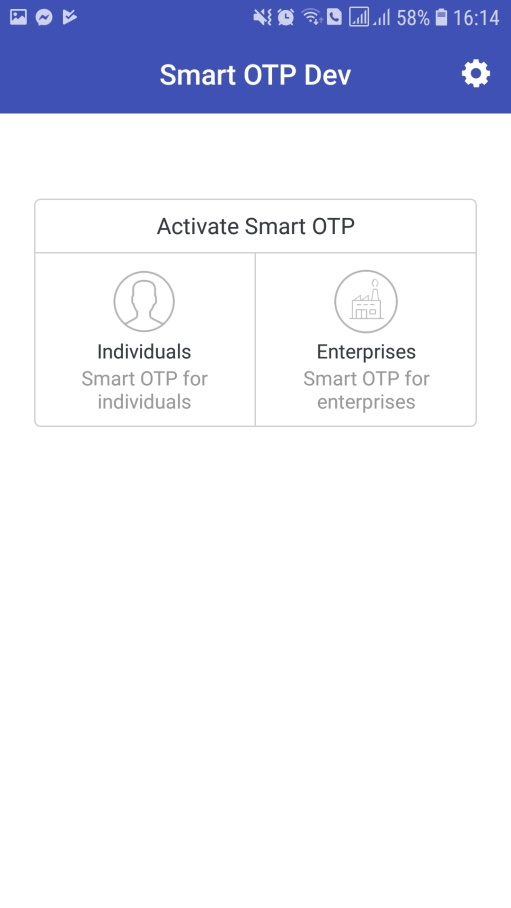 58% 16:14
Smart OTP Dev
Activate Smart OTP
Individuals
Smart OTP for
individuals
Enterprises
Smart OTP for
enterprises